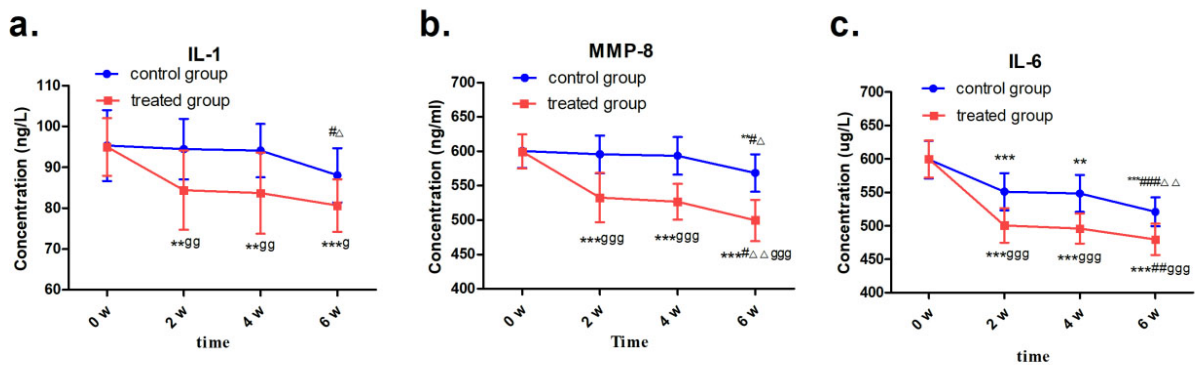 a.
IL-1
control group
treated group
Concentration (ng/L)
110
100
90
80
70
60
#△
**gg
**gg
***g
0 w
2 w
4 w
6 w
time
b.
MMP-8
control group
treated group
Concentration (ng/ml)
700
650
600
550
500
450
400
**#△
***ggg
***ggg
***#△△ggg
0 w
2 w
4 w
6 w
Time
c.
IL-6
control group
treated group
Concentration (ug/L)
700
650
600
550
500
450
400
***
**
***###△△
***ggg
***ggg
***##ggg
0 w
2 w
4 w
6 w
time